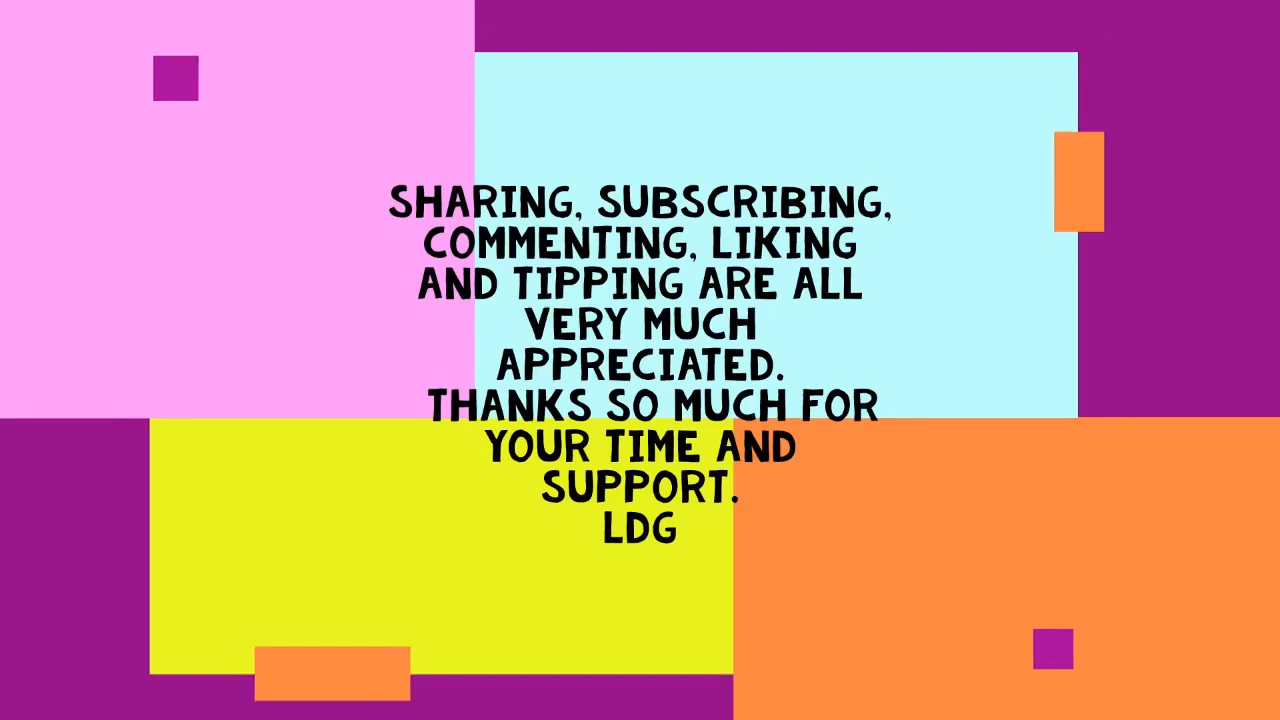 SHARING, SUBSCRIBING,
COMMENTING, LIKING
AND TIPPING ARE ALL
VERY MUCH
APPRECIATED.
THANKS SO MUCH FOR
YOUR TIME AND
SUPPORT.
LDG